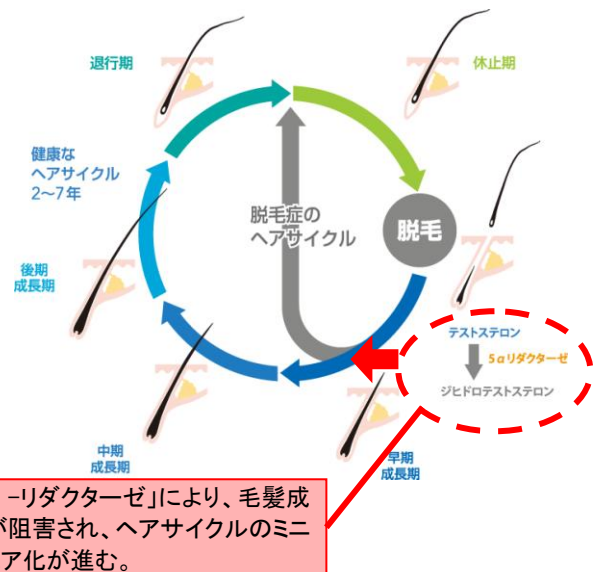 退行期
休止期
健康な
ヘアサイクル
2～7年
脱毛症の
ヘアサイクル
脱毛
後期
成長期
テストステロン
5αリダクターゼ
ジヒドロテストステロン
中期
成長期
早期
成長期
-リダクターゼ」により、毛髪成
が阻害され、ヘアサイクルのミニ
ア化が進む。